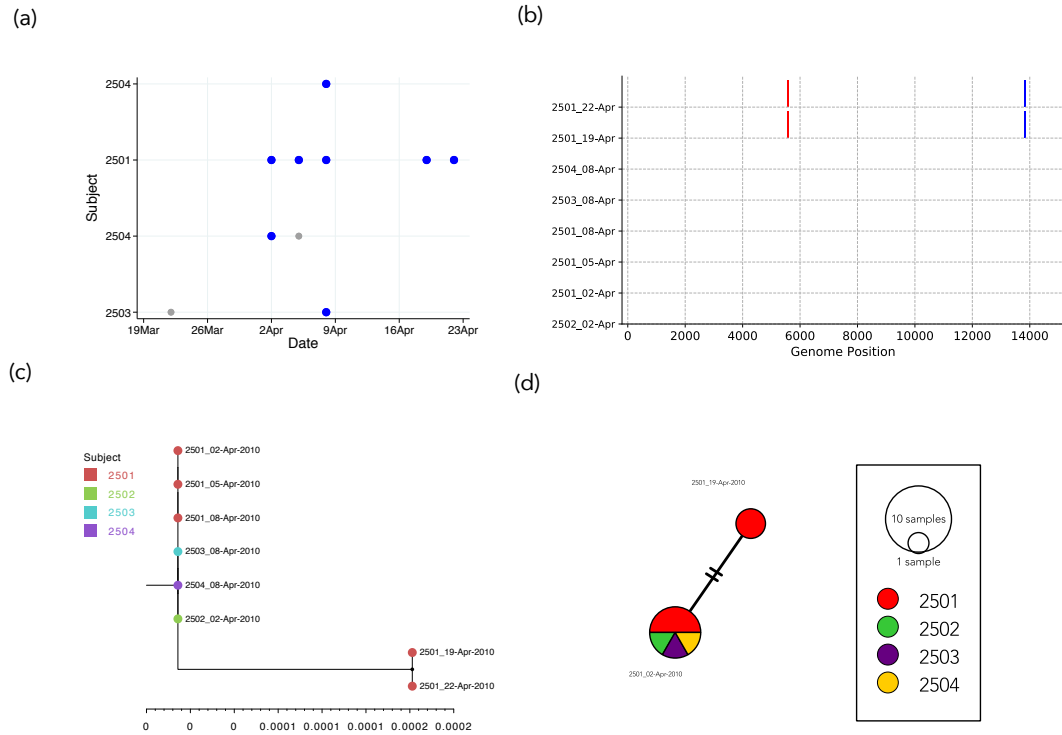 (a)
2504
2501
2504
2503
Subject
19Mar 26Mar 2Apr 9Apr 16Apr 23Apr
Date
(b)
2501_22-Apr
2501_19-Apr
2504_08-Apr
2503_08-Apr
2501_08-Apr
2501_05-Apr
2501_02-Apr
2502_02-Apr
0 2000 4000 6000 8000 10000 12000 14000
Genome Position
(c)
Subject
2501
2502
2503
2504
2501_02-Apr-2010
2501_05-Apr-2010
2501_08-Apr-2010
2503_08-Apr-2010
2504_08-Apr-2010
2502_02-Apr-2010
2501_19-Apr-2010
2501_22-Apr-2010
0 0 0 0.0001 0.0001 0.0001 0.0002 0.0002
(d)
2501_19-Apr-2010
2501_02-Apr-2010
10 samples
1 sample
2501
2502
2503
2504